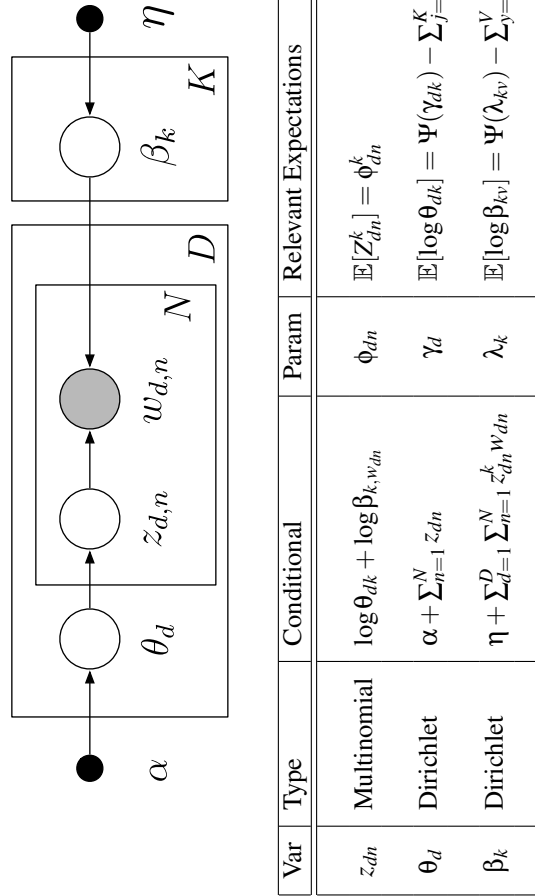 α θ_d z_{d,n} w_{d,n} N D β_k K η
Var Type Conditional Param Relevant Expectations
z_{dn} Multinomial log θ_{dk} + log β_{k,w_{dn}} φ_{dn} 𝔼[Z^k_{dn}] = φ^k_{dn}
θ_d Dirichlet α + Σ^N_{n=1} z_{dn} γ_d 𝔼[log θ_{dk}] = Ψ(γ_{dk}) − Σ^K_{j=
β_k Dirichlet η + Σ^D_{d=1} Σ^N_{n=1} z^k_{dn} w_{dn} λ_k 𝔼[log β_{kv}] = Ψ(λ_{kv}) − Σ^V_{y=